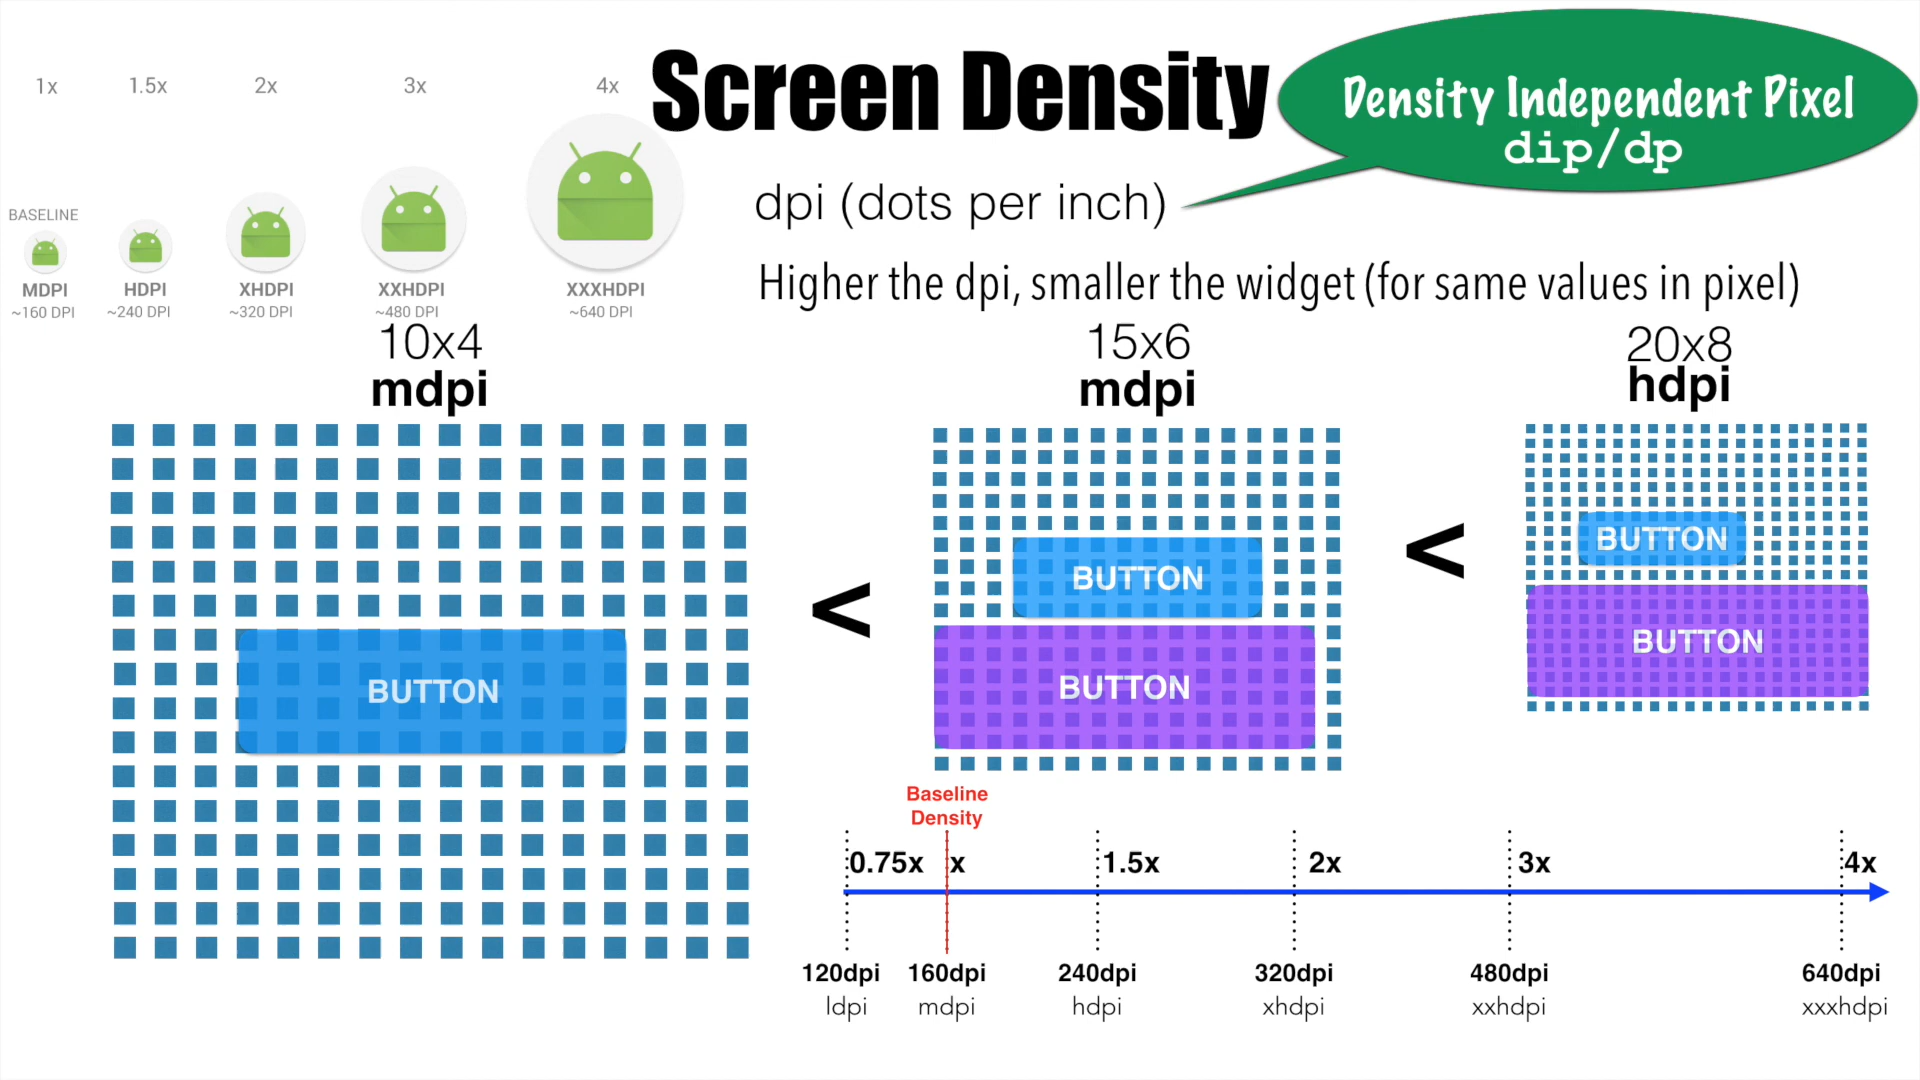 Screen Density
Density Independent Pixel
dip/dp
1x 1.5x 2x 3x 4x
dpi (dots per inch)
BASELINE
Higher the dpi, smaller the widget (for same values in pixel)
MDPI HDPI XHDPI XXHDPI XXXHDPI
~160 DPI ~240 DPI ~320 DPI ~480 DPI ~640 DPI
10x4
mdpi
15x6
mdpi
20x8
hdpi
BUTTON
<
BUTTON
BUTTON
<
BUTTON
BUTTON
Baseline
Density
0.75x x 1.5x 2x 3x 4x
120dpi 160dpi 240dpi 320dpi 480dpi 640dpi
ldpi mdpi hdpi xhdpi xxhdpi xxxhdpi